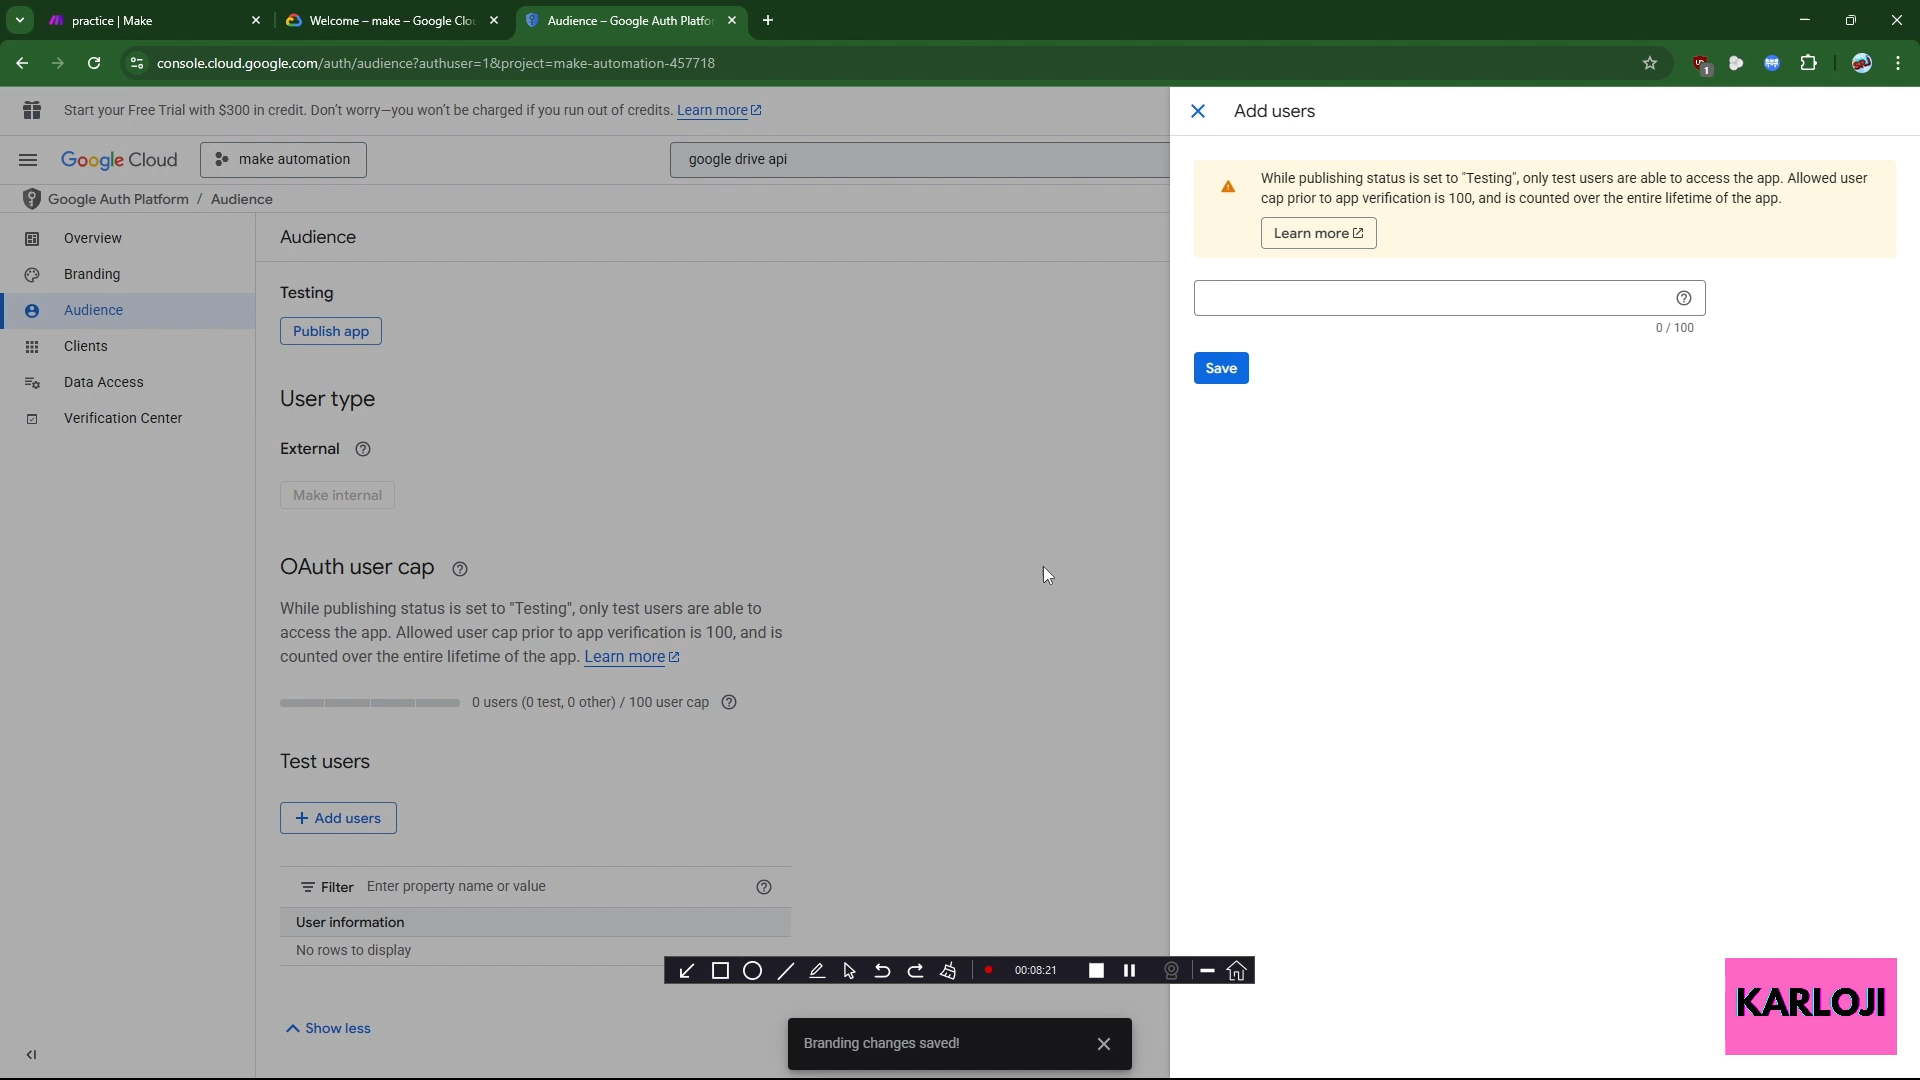 practice | Make
Welcome – make – Google Clou
Audience – Google Auth Platfor
console.cloud.google.com/auth/audience?authuser=1&project=make-automation-457718
1
Start your Free Trial with $300 in credit. Don't worry—you won't be charged if you run out of credits. Learn more
Google Cloud
make automation
google drive api
Google Auth Platform / Audience
Overview
Branding
Audience
Clients
Data Access
Verification Center
Audience
Testing
Publish app
User type
External
Make internal
OAuth user cap
While publishing status is set to "Testing", only test users are able to
access the app. Allowed user cap prior to app verification is 100, and is
counted over the entire lifetime of the app. Learn more
0 users (0 test, 0 other) / 100 user cap
Test users
+ Add users
Filter Enter property name or value
User information
No rows to display
Show less
Add users
While publishing status is set to "Testing", only test users are able to access the app. Allowed user
cap prior to app verification is 100, and is counted over the entire lifetime of the app.
Learn more
0 / 100
Save
00:08:21
Branding changes saved!
KARLOJI